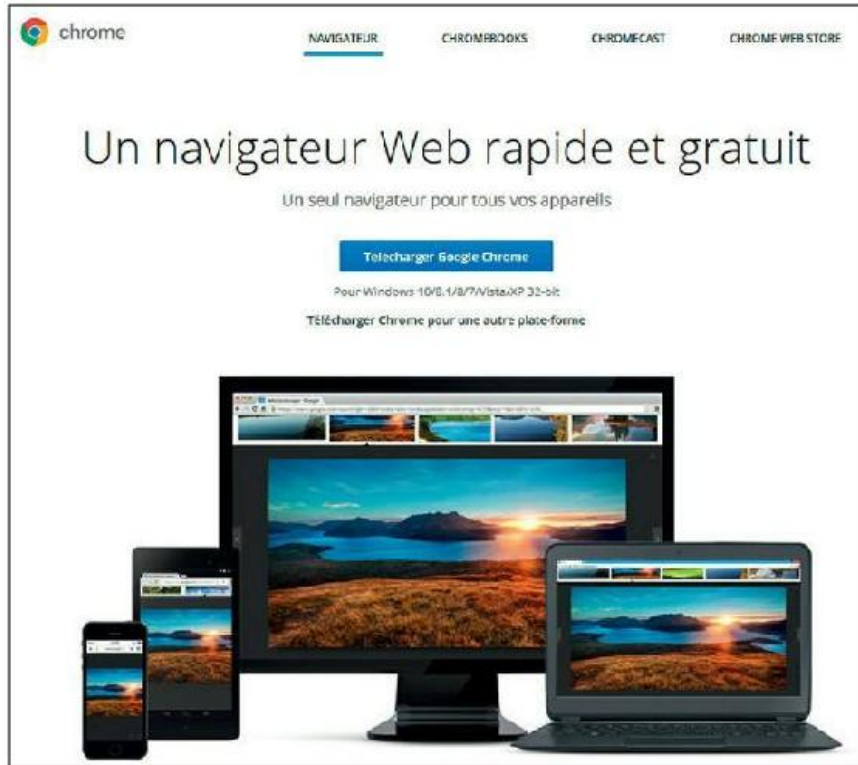 chrome
NAVIGATEUR CHROMEBOOKS CHROMECAST CHROME WEB STORE
Un navigateur Web rapide et gratuit
Un seul navigateur pour tous vos appareils
Télécharger Google Chrome
Pour Windows 10/8.1/8/7/Vista/XP 32-bit
Télécharger Chrome pour une autre plate-forme